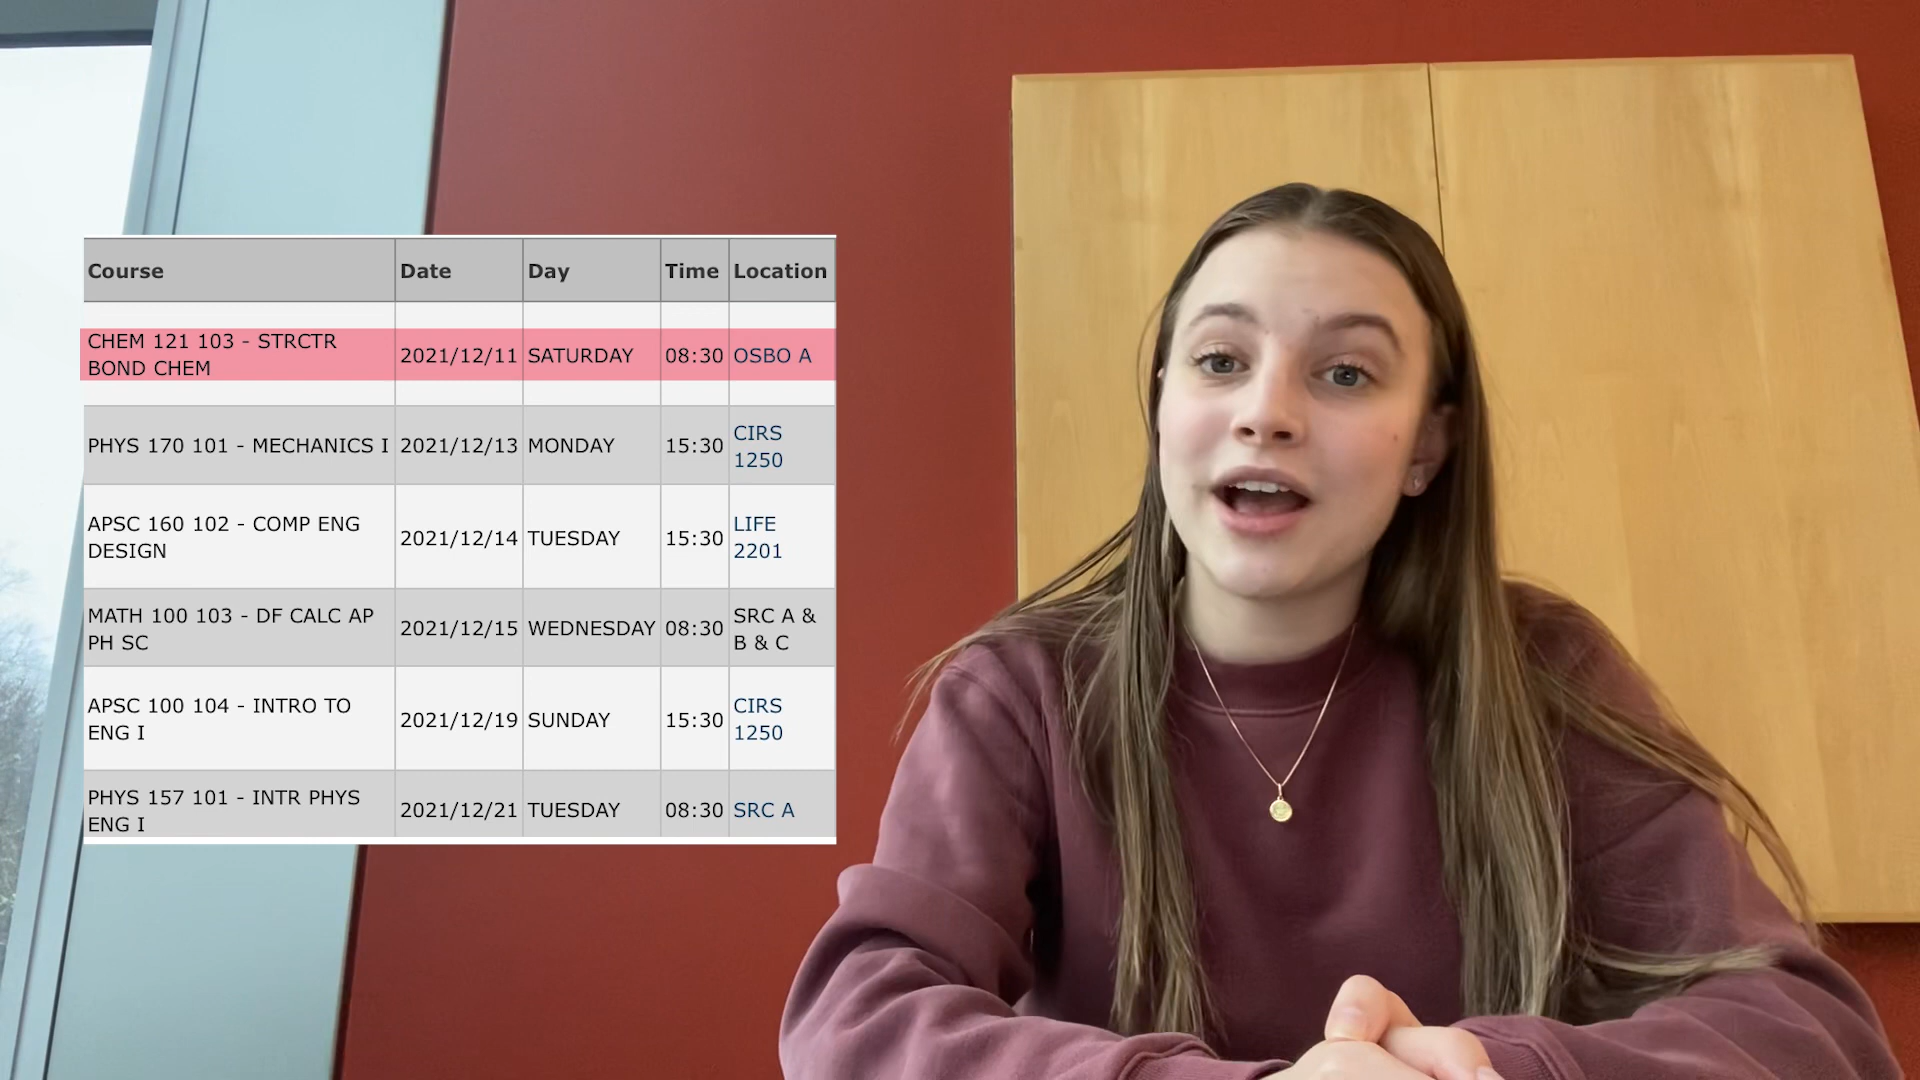 Course Date Day Time Location
CHEM 121 103 - STRCTR
BOND CHEM
2021/12/11 SATURDAY 08:30 OSBO A
PHYS 170 101 - MECHANICS I 2021/12/13 MONDAY 15:30 CIRS
1250
APSC 160 102 - COMP ENG
DESIGN
2021/12/14 TUESDAY 15:30 LIFE
2201
MATH 100 103 - DF CALC AP
PH SC
2021/12/15 WEDNESDAY 08:30 SRC A &
B & C
APSC 100 104 - INTRO TO
ENG I
2021/12/19 SUNDAY 15:30 CIRS
1250
PHYS 157 101 - INTR PHYS
ENG I
2021/12/21 TUESDAY 08:30 SRC A